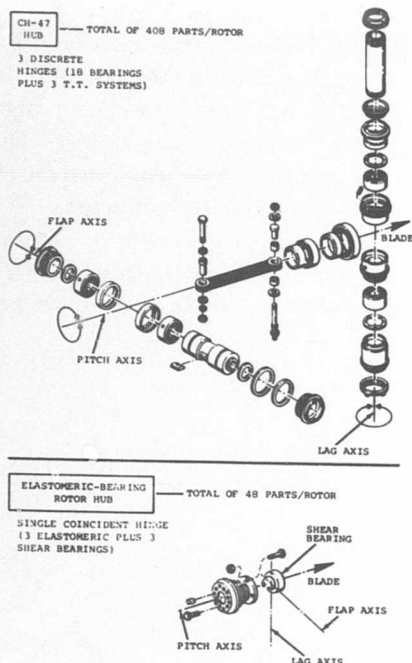 CH-47
HUB
TOTAL OF 408 PARTS/ROTOR
3 DISCRETE
HINGES (18 BEARINGS
PLUS 3 T.T. SYSTEMS)
FLAP AXIS
BLADE
PITCH AXIS
LAG AXIS
ELASTOMERIC-BEARING
ROTOR HUB
TOTAL OF 48 PARTS/ROTOR
SINGLE COINCIDENT HINGE
(3 ELASTOMERIC PLUS 3
SHEAR BEARINGS)
SHEAR
BEARING
BLADE
FLAP AXIS
PITCH AXIS
LAG AXIS